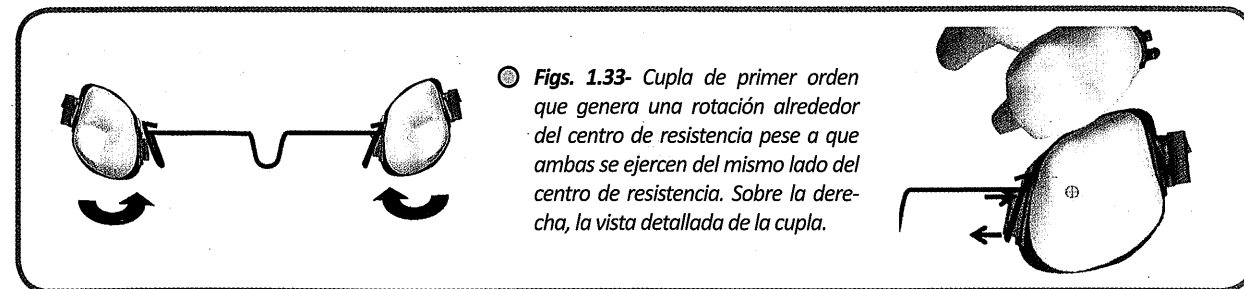 Figs. 1.33- Cupla de primer orden
que genera una rotación alrededor
del centro de resistencia pese a que
ambas se ejercen del mismo lado del
centro de resistencia. Sobre la dere-
cha, la vista detallada de la cupla.